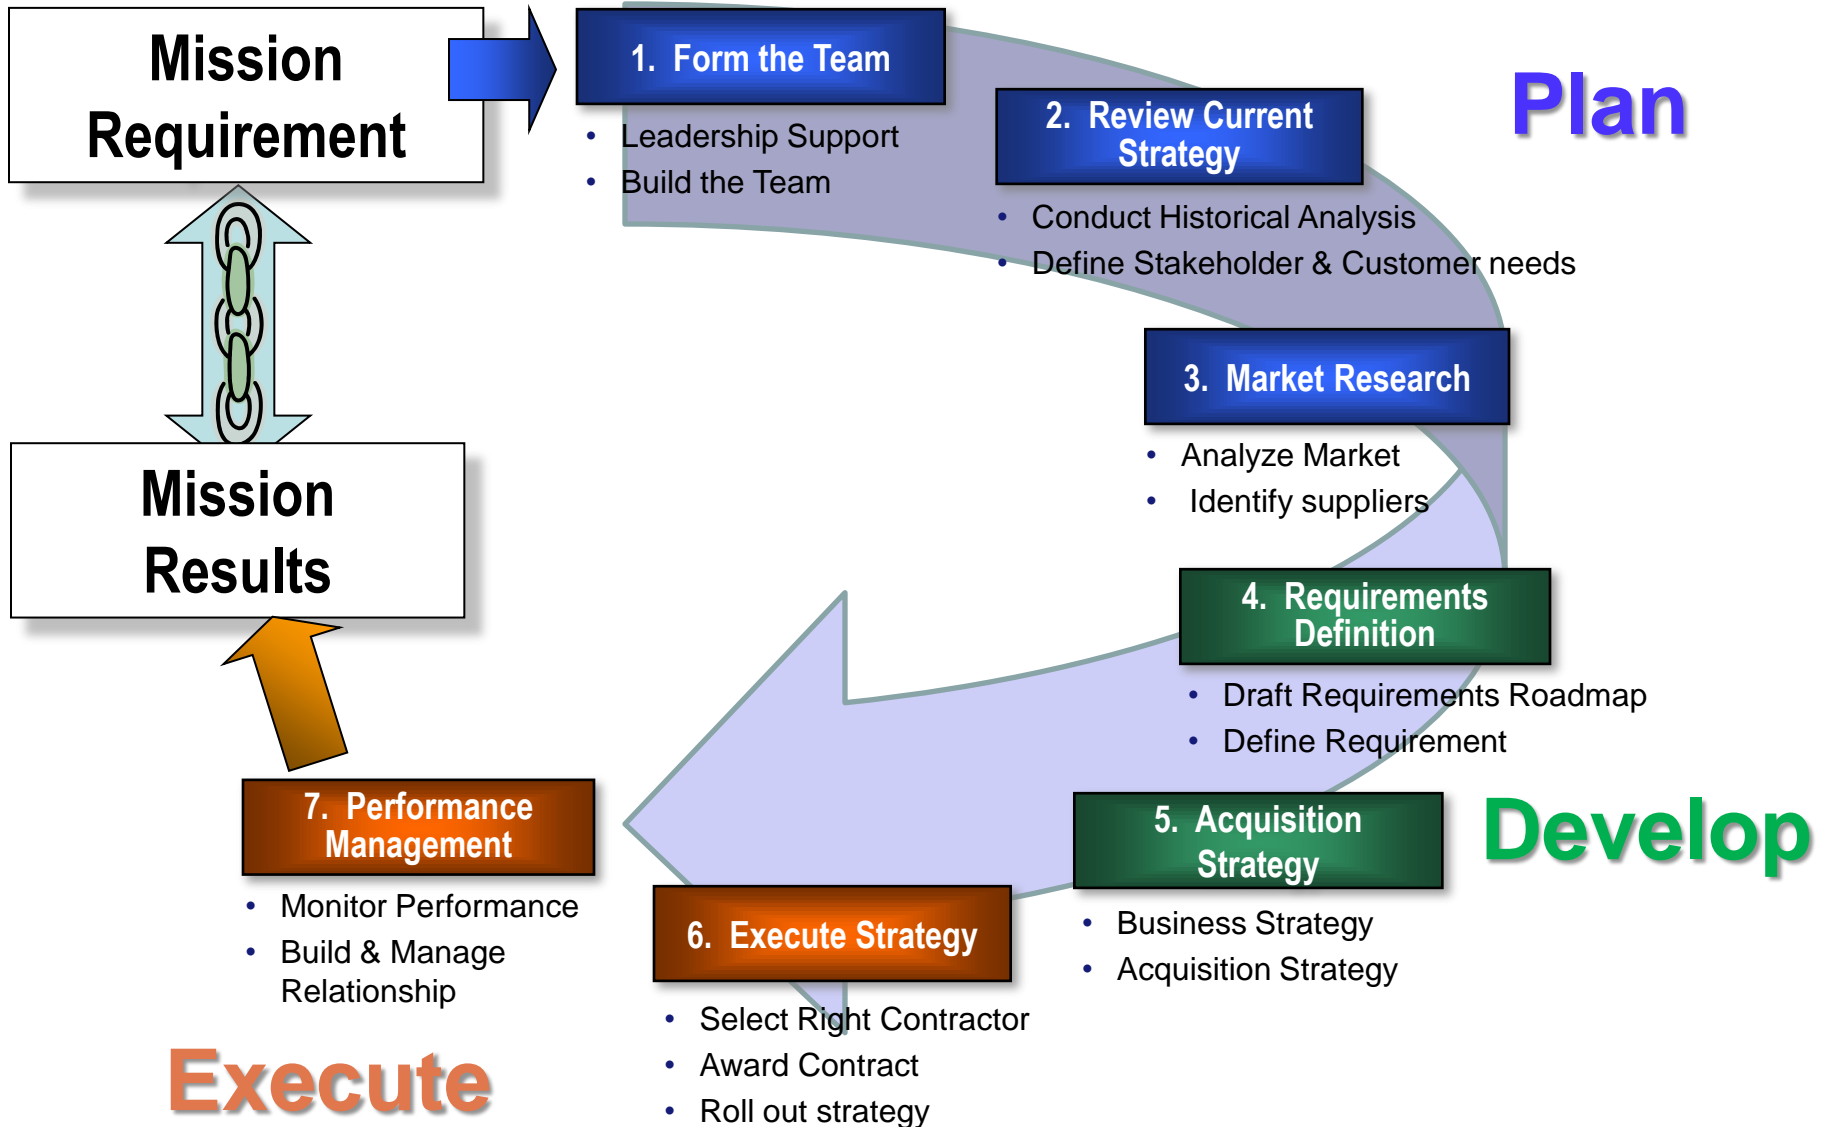 Mission
Requirement
1. Form the Team
• Leadership Support
• Build the Team
2. Review Current
Strategy
• Conduct Historical Analysis
• Define Stakeholder & Customer needs
Plan
3. Market Research
• Analyze Market
• Identify suppliers
Mission
Results
4. Requirements
Definition
• Draft Requirements Roadmap
• Define Requirement
5. Acquisition
Strategy
• Business Strategy
• Acquisition Strategy
Develop
6. Execute Strategy
• Select Right Contractor
• Award Contract
• Roll out strategy
7. Performance
Management
• Monitor Performance
• Build & Manage
Relationship
Execute